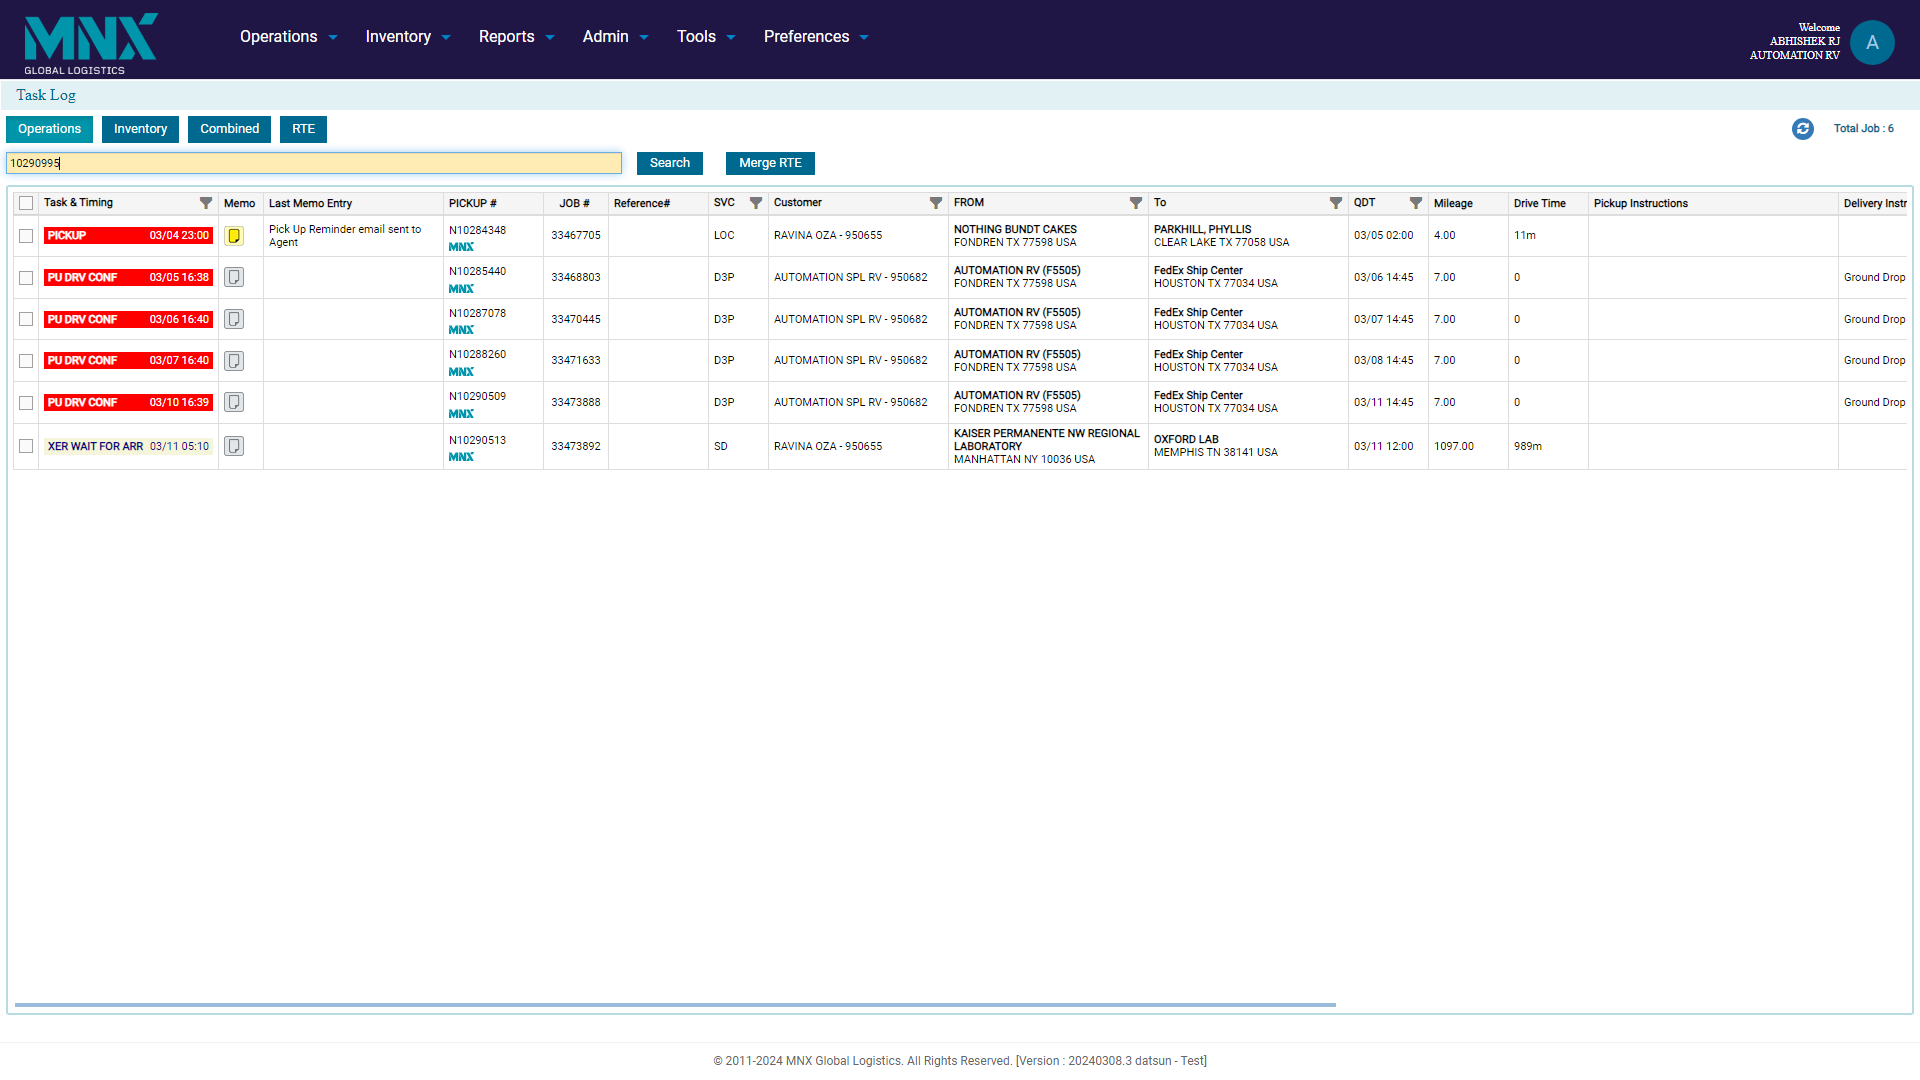 MNX
GLOBAL LOGISTICS
Operations Inventory Reports Admin Tools Preferences
Welcome
ABHISHEK RJ
AUTOMATION RV
A
Task Log
Operations Inventory Combined RTE
Total Job : 6
10290995 Search Merge RTE
Task & Timing Memo Last Memo Entry PICKUP # JOB # Reference# SVC Customer FROM To QDT Mileage Drive Time Pickup Instructions Delivery Instr
PICKUP 03/04 23:00 Pick Up Reminder email sent to Agent N10284348 MNX 33467705 LOC RAVINA OZA - 950655 NOTHING BUNDT CAKES FONDREN TX 77598 USA PARKHILL, PHYLLIS CLEAR LAKE TX 77058 USA 03/05 02:00 4.00 11m
PU DRV CONF 03/05 16:38 N10285440 MNX 33468803 D3P AUTOMATION SPL RV - 950682 AUTOMATION RV (F5505) FONDREN TX 77598 USA FedEx Ship Center HOUSTON TX 77034 USA 03/06 14:45 7.00 0 Ground Drop
PU DRV CONF 03/06 16:40 N10287078 MNX 33470445 D3P AUTOMATION SPL RV - 950682 AUTOMATION RV (F5505) FONDREN TX 77598 USA FedEx Ship Center HOUSTON TX 77034 USA 03/07 14:45 7.00 0 Ground Drop
PU DRV CONF 03/07 16:40 N10288260 MNX 33471633 D3P AUTOMATION SPL RV - 950682 AUTOMATION RV (F5505) FONDREN TX 77598 USA FedEx Ship Center HOUSTON TX 77034 USA 03/08 14:45 7.00 0 Ground Drop
PU DRV CONF 03/10 16:39 N10290509 MNX 33473888 D3P AUTOMATION SPL RV - 950682 AUTOMATION RV (F5505) FONDREN TX 77598 USA FedEx Ship Center HOUSTON TX 77034 USA 03/11 14:45 7.00 0 Ground Drop
XER WAIT FOR ARR 03/11 05:10 N10290513 MNX 33473892 SD RAVINA OZA - 950655 KAISER PERMANENTE NW REGIONAL LABORATORY MANHATTAN NY 10036 USA OXFORD LAB MEMPHIS TN 38141 USA 03/11 12:00 1097.00 989m
© 2011-2024 MNX Global Logistics. All Rights Reserved. [Version : 20240308.3 datsun - Test]